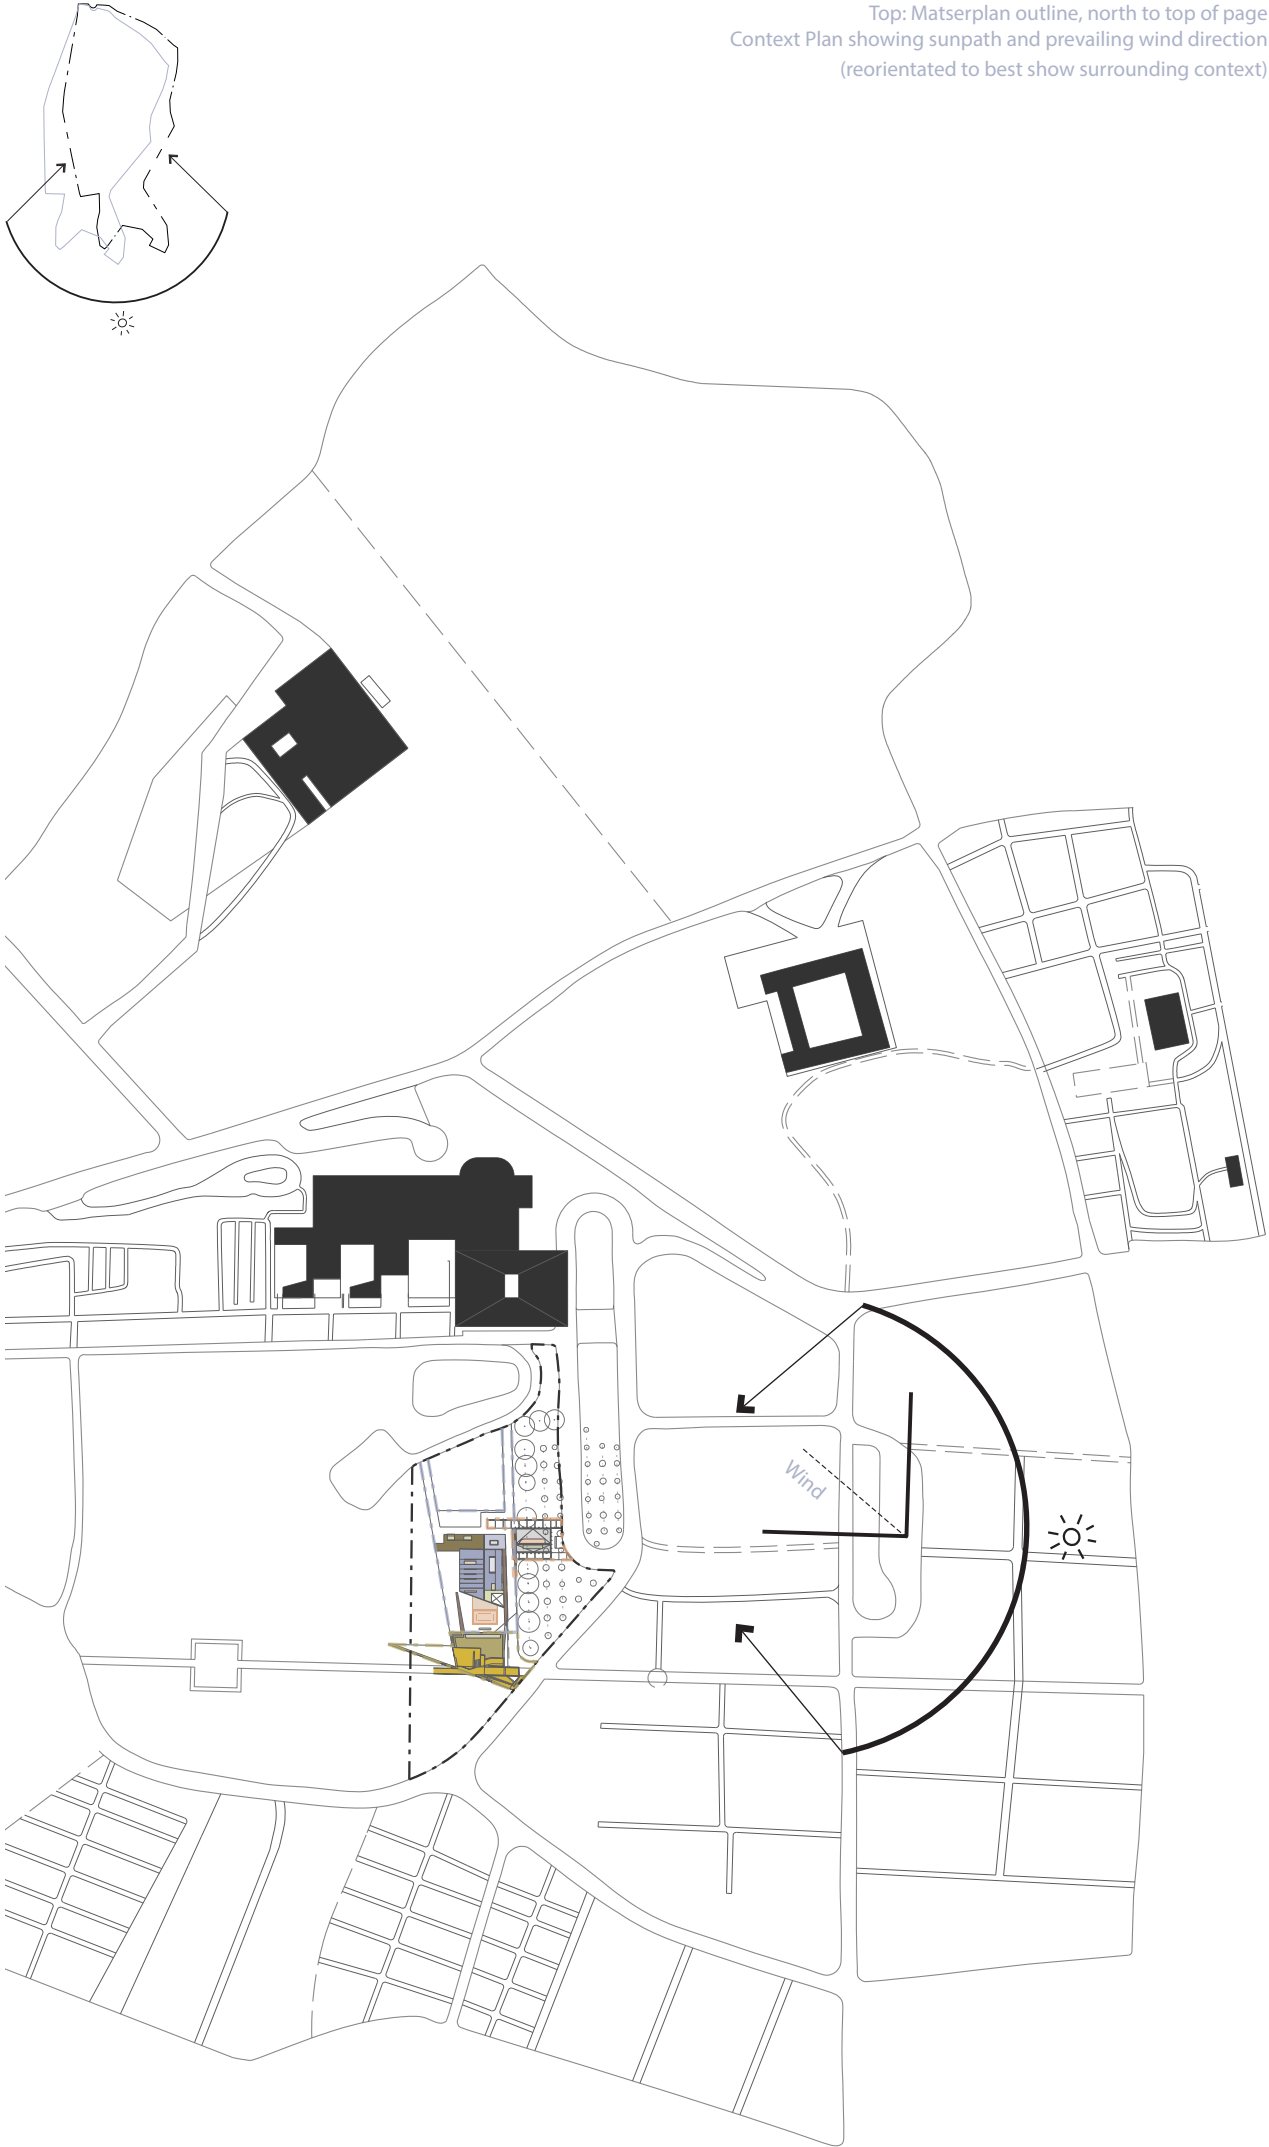 Top: Matserplan outline, north to top of page
Context Plan showing sunpath and prevailing wind direction
(reorientated to best show surrounding context)
Wind